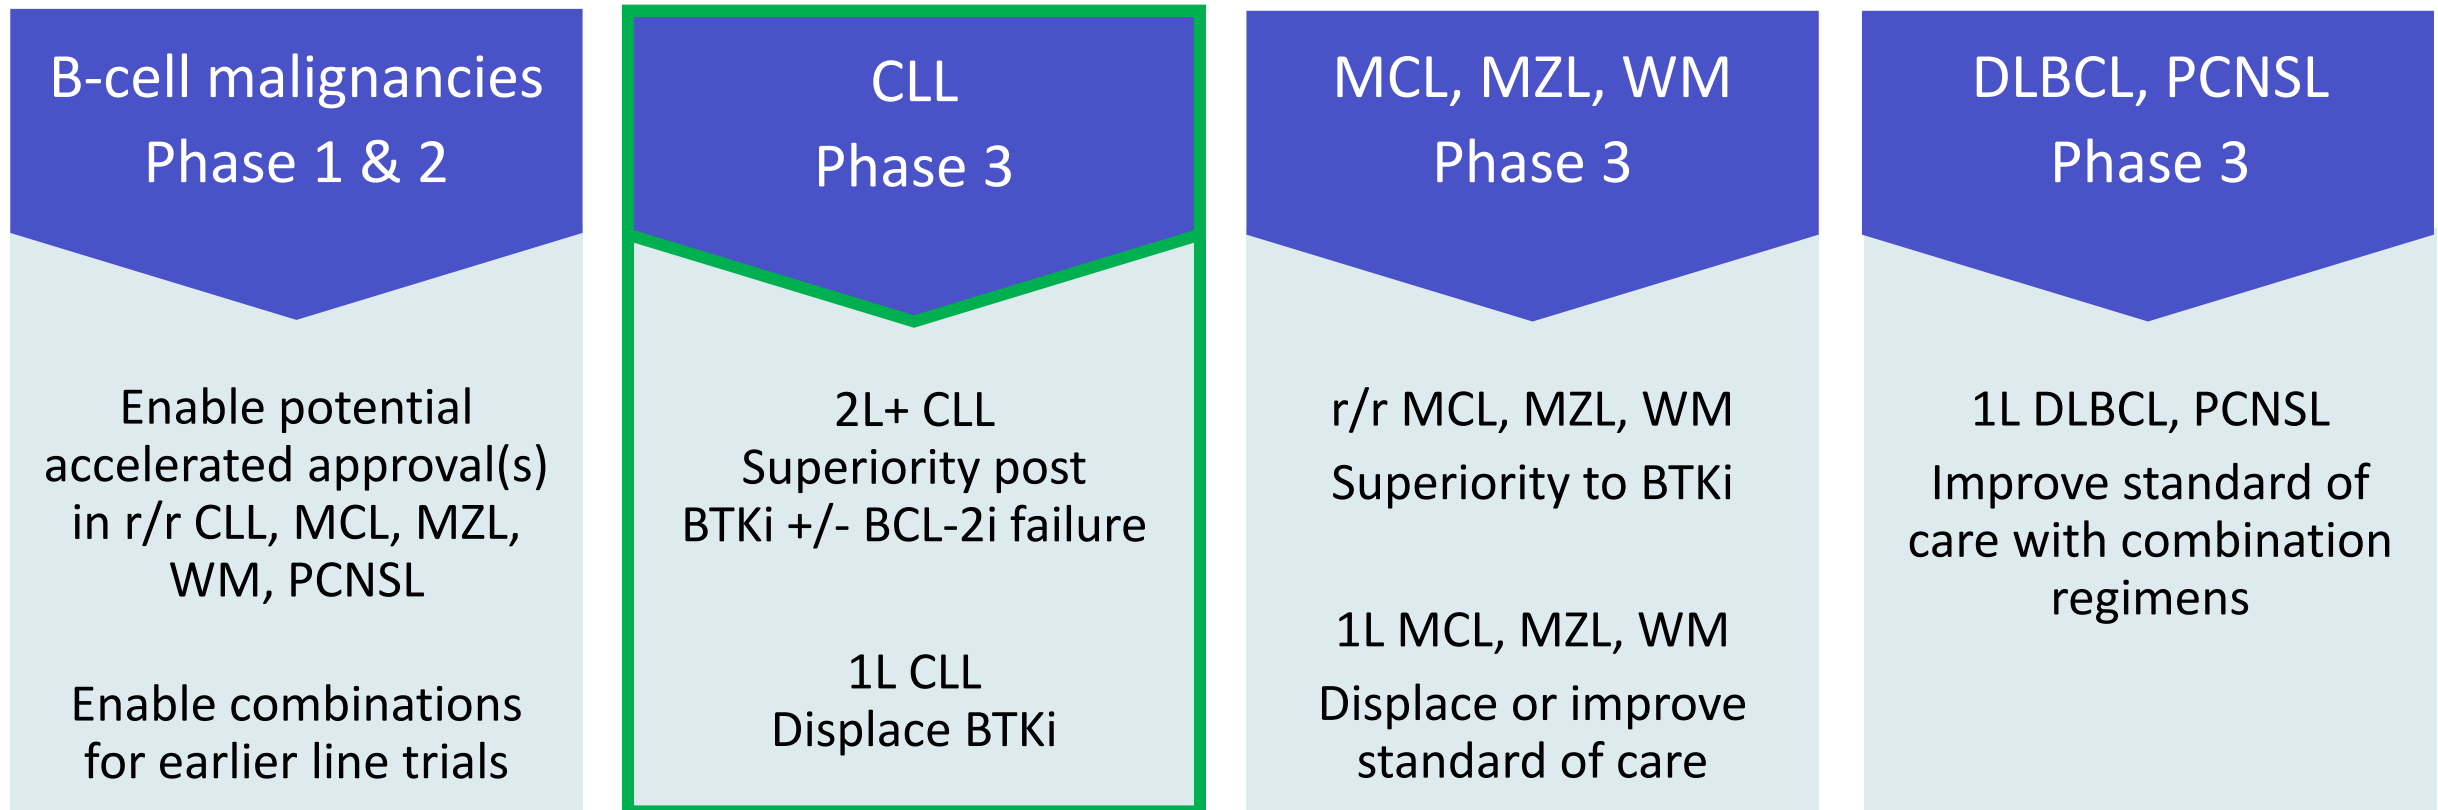 B-cell malignancies
Phase 1 & 2
Enable potential
accelerated approval(s)
in r/r CLL, MCL, MZL,
WM, PCNSL
Enable combinations
for earlier line trials
CLL
Phase 3
2L+ CLL
Superiority post
BTKi +/- BCL-2i failure
1L CLL
Displace BTKi
MCL, MZL, WM
Phase 3
r/r MCL, MZL, WM
Superiority to BTKi
1L MCL, MZL, WM
Displace or improve
standard of care
DLBCL, PCNSL
Phase 3
1L DLBCL, PCNSL
Improve standard of
care with combination
regimens